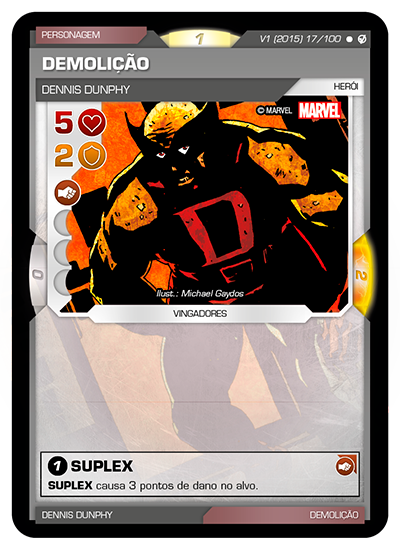 PERSONAGEM
1
V1 (2015) 17/100
DEMOLIÇÃO
DENNIS DUNPHY
HERÓI
© MARVEL MARVEL
5
2
D
0
2
Ilust.: Michael Gaydos
VINGADORES
1 SUPLEX
SUPLEX causa 3 pontos de dano no alvo.
DENNIS DUNPHY
DEMOLIÇÃO